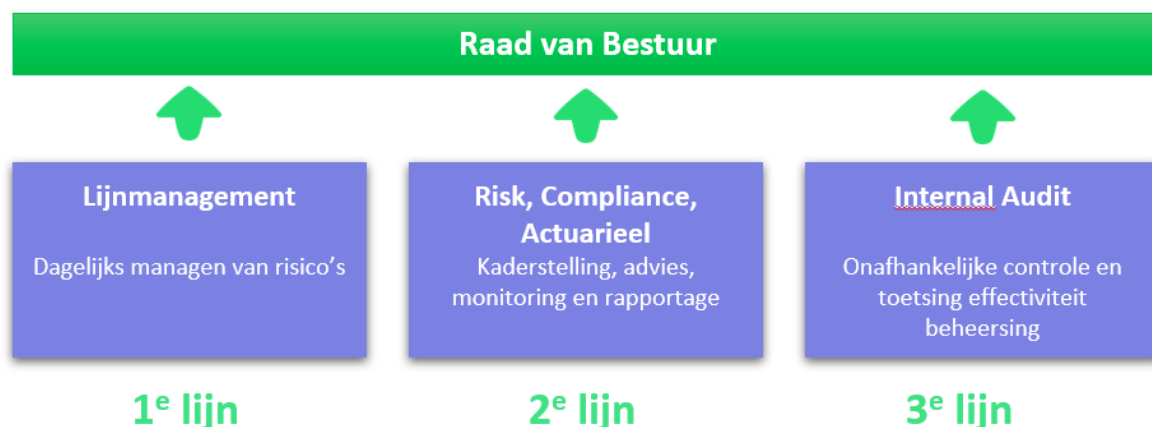 Raad van Bestuur
Lijnmanagement
Dagelijks managen van risico's
Risk, Compliance,
Actuarieel
Kaderstelling, advies,
monitoring en rapportage
Internal Audit
Onafhankelijke controle en
toetsing effectiviteit
beheersing
1e lijn
2e lijn
3e lijn